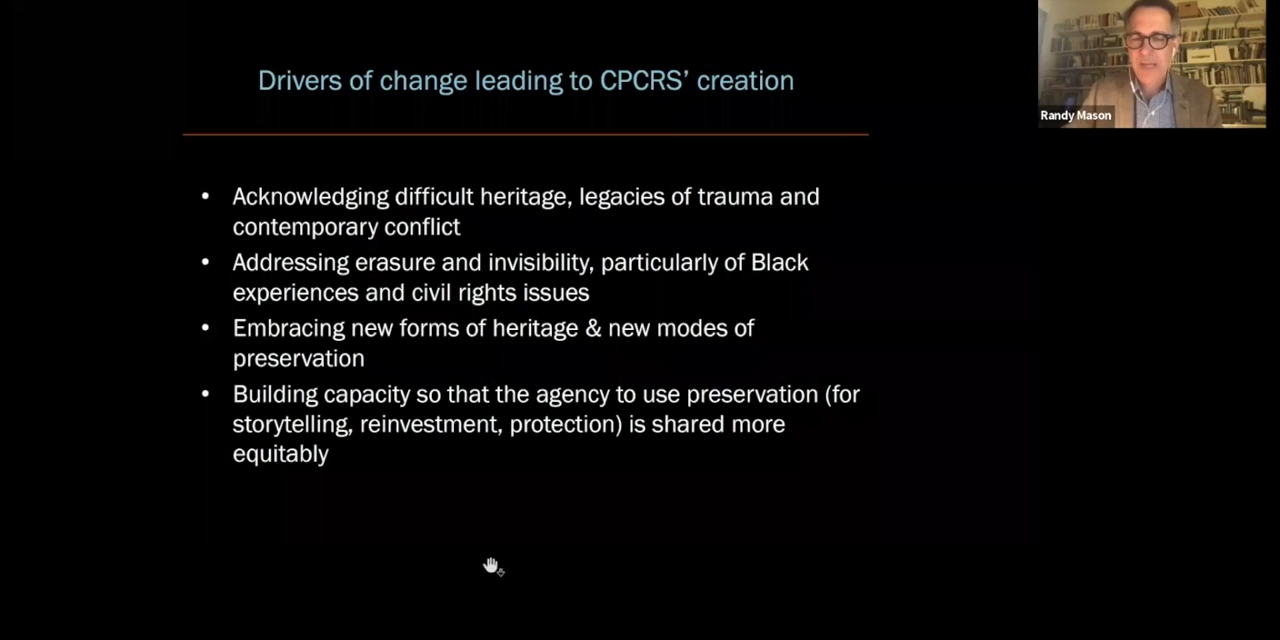 Drivers of change leading to CPCRS' creation
Randy Mason
• Acknowledging difficult heritage, legacies of trauma and
contemporary conflict
• Addressing erasure and invisibility, particularly of Black
experiences and civil rights issues
• Embracing new forms of heritage & new modes of
preservation
• Building capacity so that the agency to use preservation (for
storytelling, reinvestment, protection) is shared more
equitably